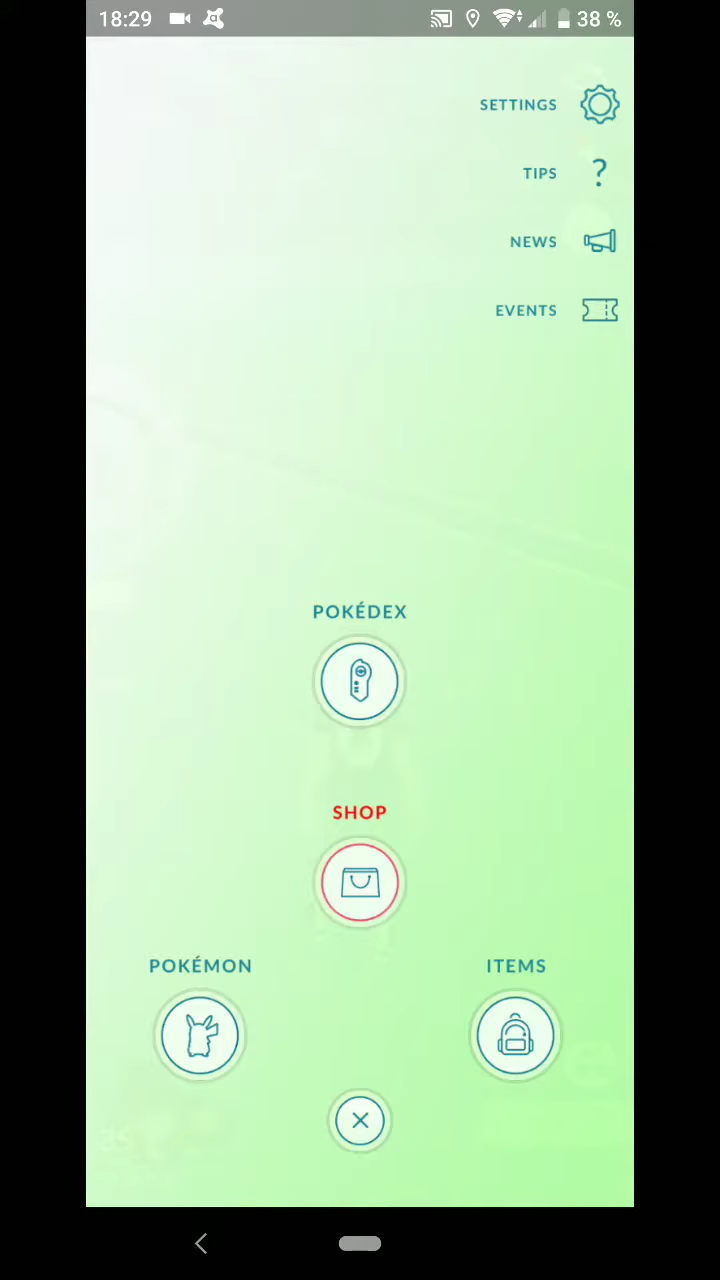 18:29 38 %
SETTINGS
TIPS ?
NEWS
EVENTS
POKÉDEX
SHOP
POKÉMON ITEMS